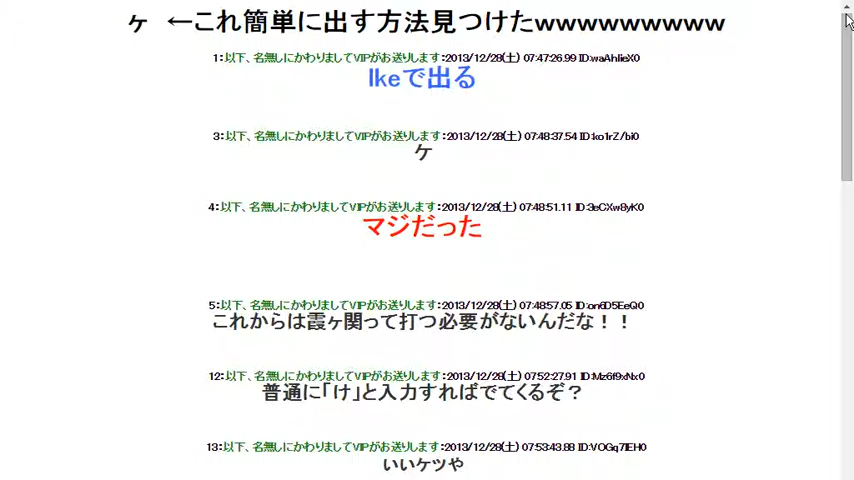 ヶ ←これ簡単に出す方法見つけたwwwwwwwww
1:以下、名無しにかわりましてVIPがお送りします:2013/12/28(土) 07:47:26.99 ID:waAhlieX0
lkeで出る
3:以下、名無しにかわりましてVIPがお送りします:2013/12/28(土) 07:48:37.54 ID:ko1rZ/bi0
ヶ
4:以下、名無しにかわりましてVIPがお送りします:2013/12/28(土) 07:48:51.11 ID:3eCXw8yK0
マジだった
5:以下、名無しにかわりましてVIPがお送りします:2013/12/28(土) 07:48:57.05 ID:on6D5EeQ0
これからは霞ヶ関って打つ必要がないんだな！！
12:以下、名無しにかわりましてVIPがお送りします:2013/12/28(土) 07:52:27.91 ID:Mz6f9xNx0
普通に「け」と入力すればでてくるぞ？
13:以下、名無しにかわりましてVIPがお送りします:2013/12/28(土) 07:53:43.88 ID:VOGq7lEH0
いいケツや